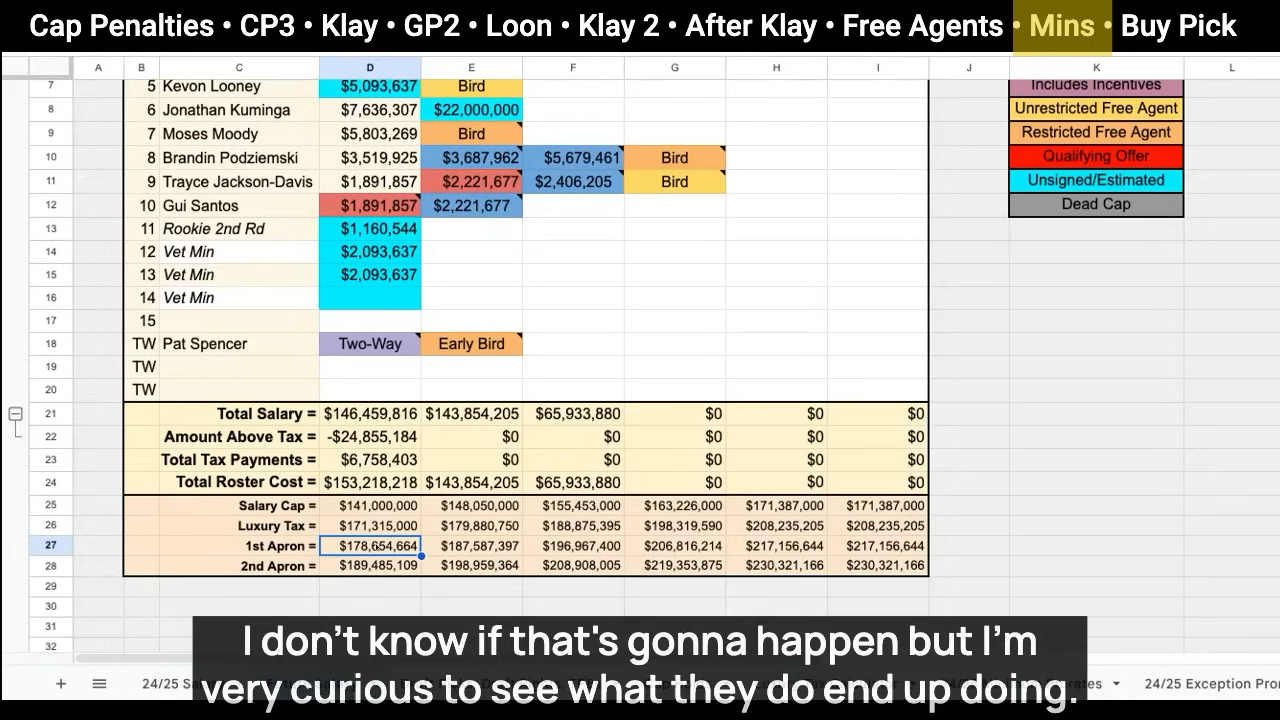 Cap Penalties • CP3 • Klay • GP2 • Loon • Klay 2 • After Klay • Free Agents • Mins • Buy Pick
A B C D E F G H I J K L
7 5 Kevon Looney $5,093,637 Bird Includes Incentives
8 6 Jonathan Kuminga $7,636,307 $22,000,000 Unrestricted Free Agent
9 7 Moses Moody $5,803,269 Bird Restricted Free Agent
10 8 Brandin Podziemski $3,519,925 $3,687,962 $5,679,461 Bird Qualifying Offer
11 9 Trayce Jackson-Davis $1,891,857 $2,221,677 $2,406,205 Bird Unsigned/Estimated
12 10 Gui Santos $1,891,857 $2,221,677 Dead Cap
13 11 Rookie 2nd Rd $1,160,544
14 12 Vet Min $2,093,637
15 13 Vet Min $2,093,637
16 14 Vet Min
17 15
18 TW Pat Spencer Two-Way Early Bird
19 TW
20 TW
21 Total Salary = $146,459,816 $143,854,205 $65,933,880 $0 $0 $0
22 Amount Above Tax = -$24,855,184 $0 $0 $0 $0 $0
23 Total Tax Payments = $6,758,403 $0 $0 $0 $0 $0
24 Total Roster Cost = $153,218,218 $143,854,205 $65,933,880 $0 $0 $0
25 Salary Cap = $141,000,000 $148,050,000 $155,453,000 $163,226,000 $171,387,000 $171,387,000
26 Luxury Tax = $171,315,000 $179,880,750 $188,875,395 $198,319,590 $208,235,205 $208,235,205
27 1st Apron = $178,654,664 $187,587,397 $196,967,400 $206,816,214 $217,156,644 $217,156,644
28 2nd Apron = $189,485,109 $198,959,364 $208,908,005 $219,353,875 $230,321,166 $230,321,166
29
30
31
32
I don't know if that's gonna happen but I'm
very curious to see what they do end up doing.
24/25 24/25 Exception